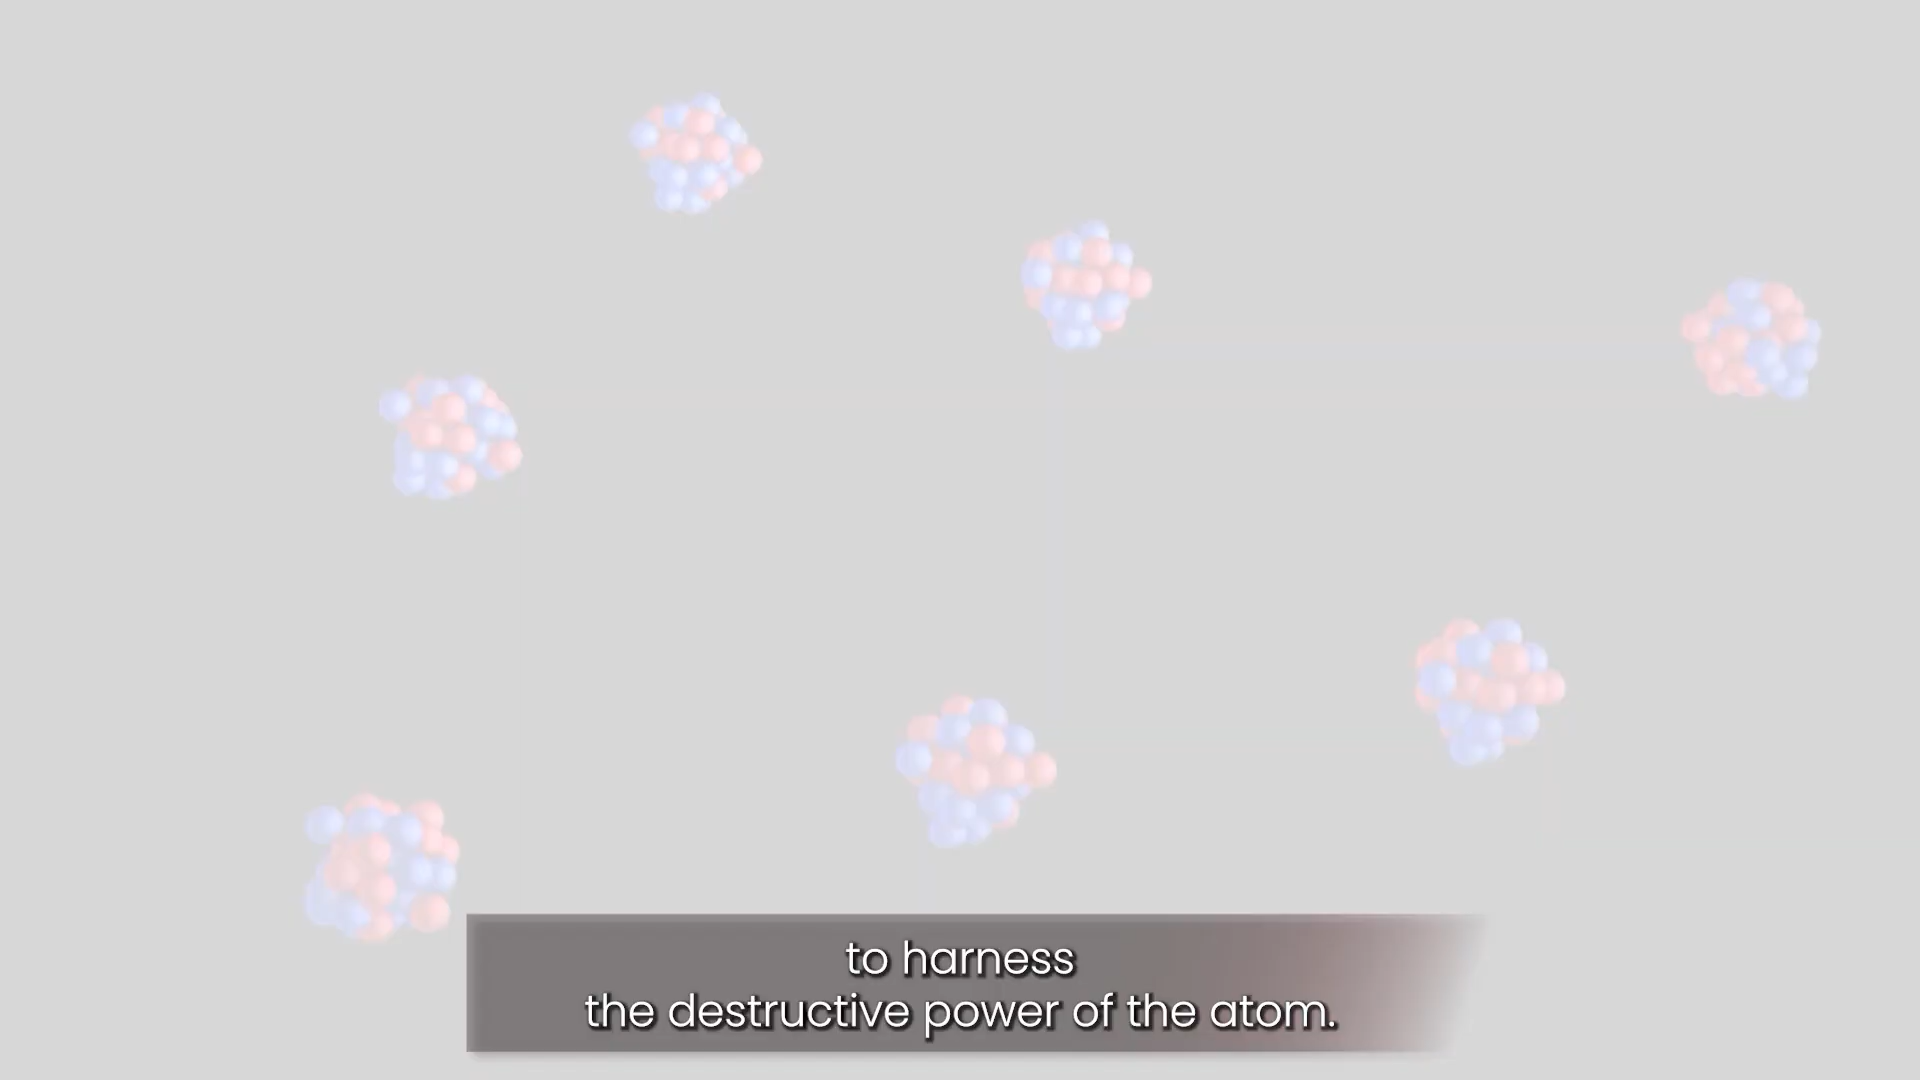 to harness
the destructive power of the atom.